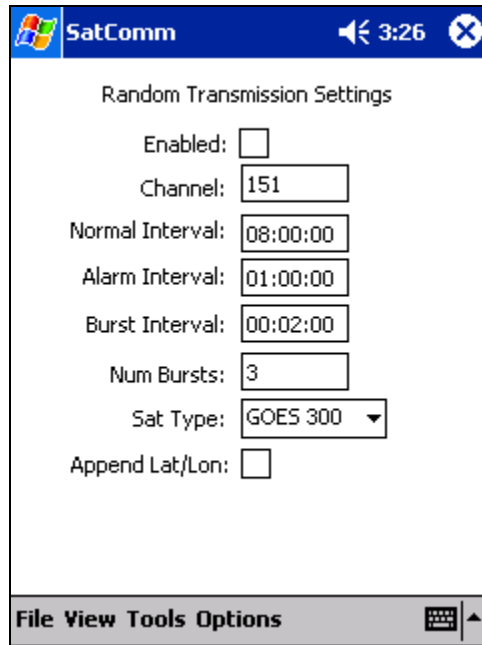 SatComm 3:26
Random Transmission Settings
Enabled:
Channel: 151
Normal Interval: 08:00:00
Alarm Interval: 01:00:00
Burst Interval: 00:02:00
Num Bursts: 3
Sat Type: GOES 300
Append Lat/Lon:
File View Tools Options